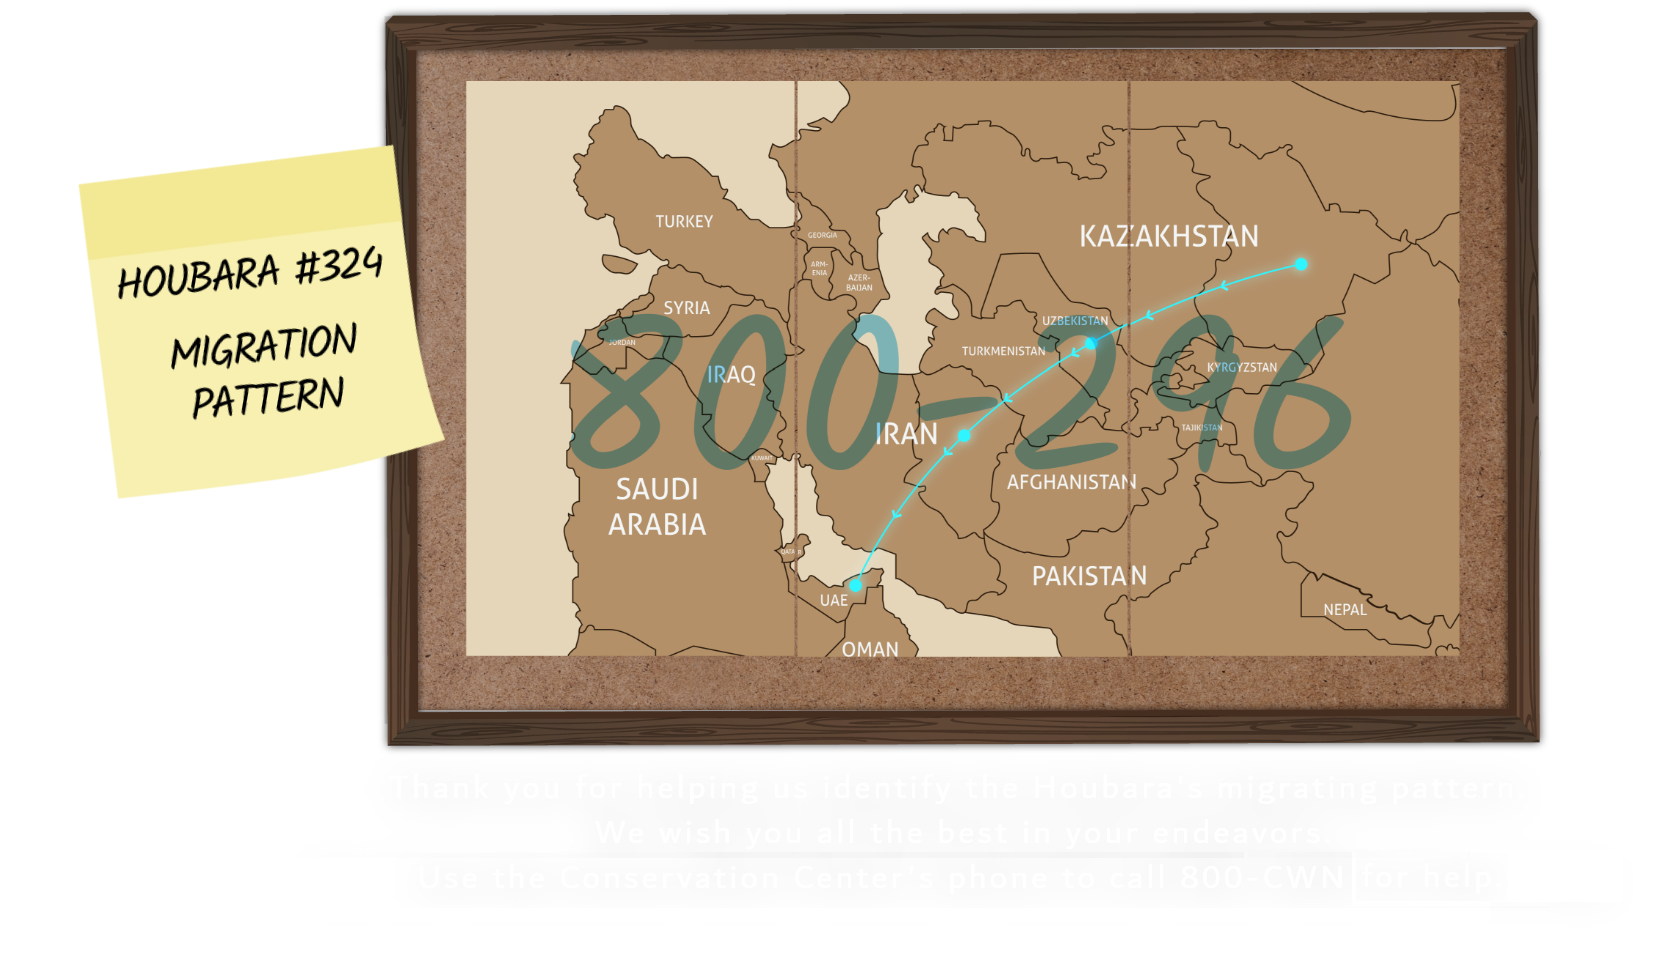 HOUBARA #324
MIGRATION
PATTERN
TURKEY
GEORGIA
ARM-
ENIA
AZER-
BAIJAN
KAZAKHSTAN
SYRIA
JORDAN
UZBEKISTAN
TURKMENISTAN
KYRGYZSTAN
IRAQ
800-296
IRAN
TAJIKISTAN
KUWAIT
AFGHANISTAN
SAUDI
ARABIA
QATAR
PAKISTAN
UAE
NEPAL
OMAN
Thank you for helping us identify the Houbara's migrating pattern.
We wish you all the best in your endeavors.
Use the Conservation Center's phone to call 800-CWN for help.